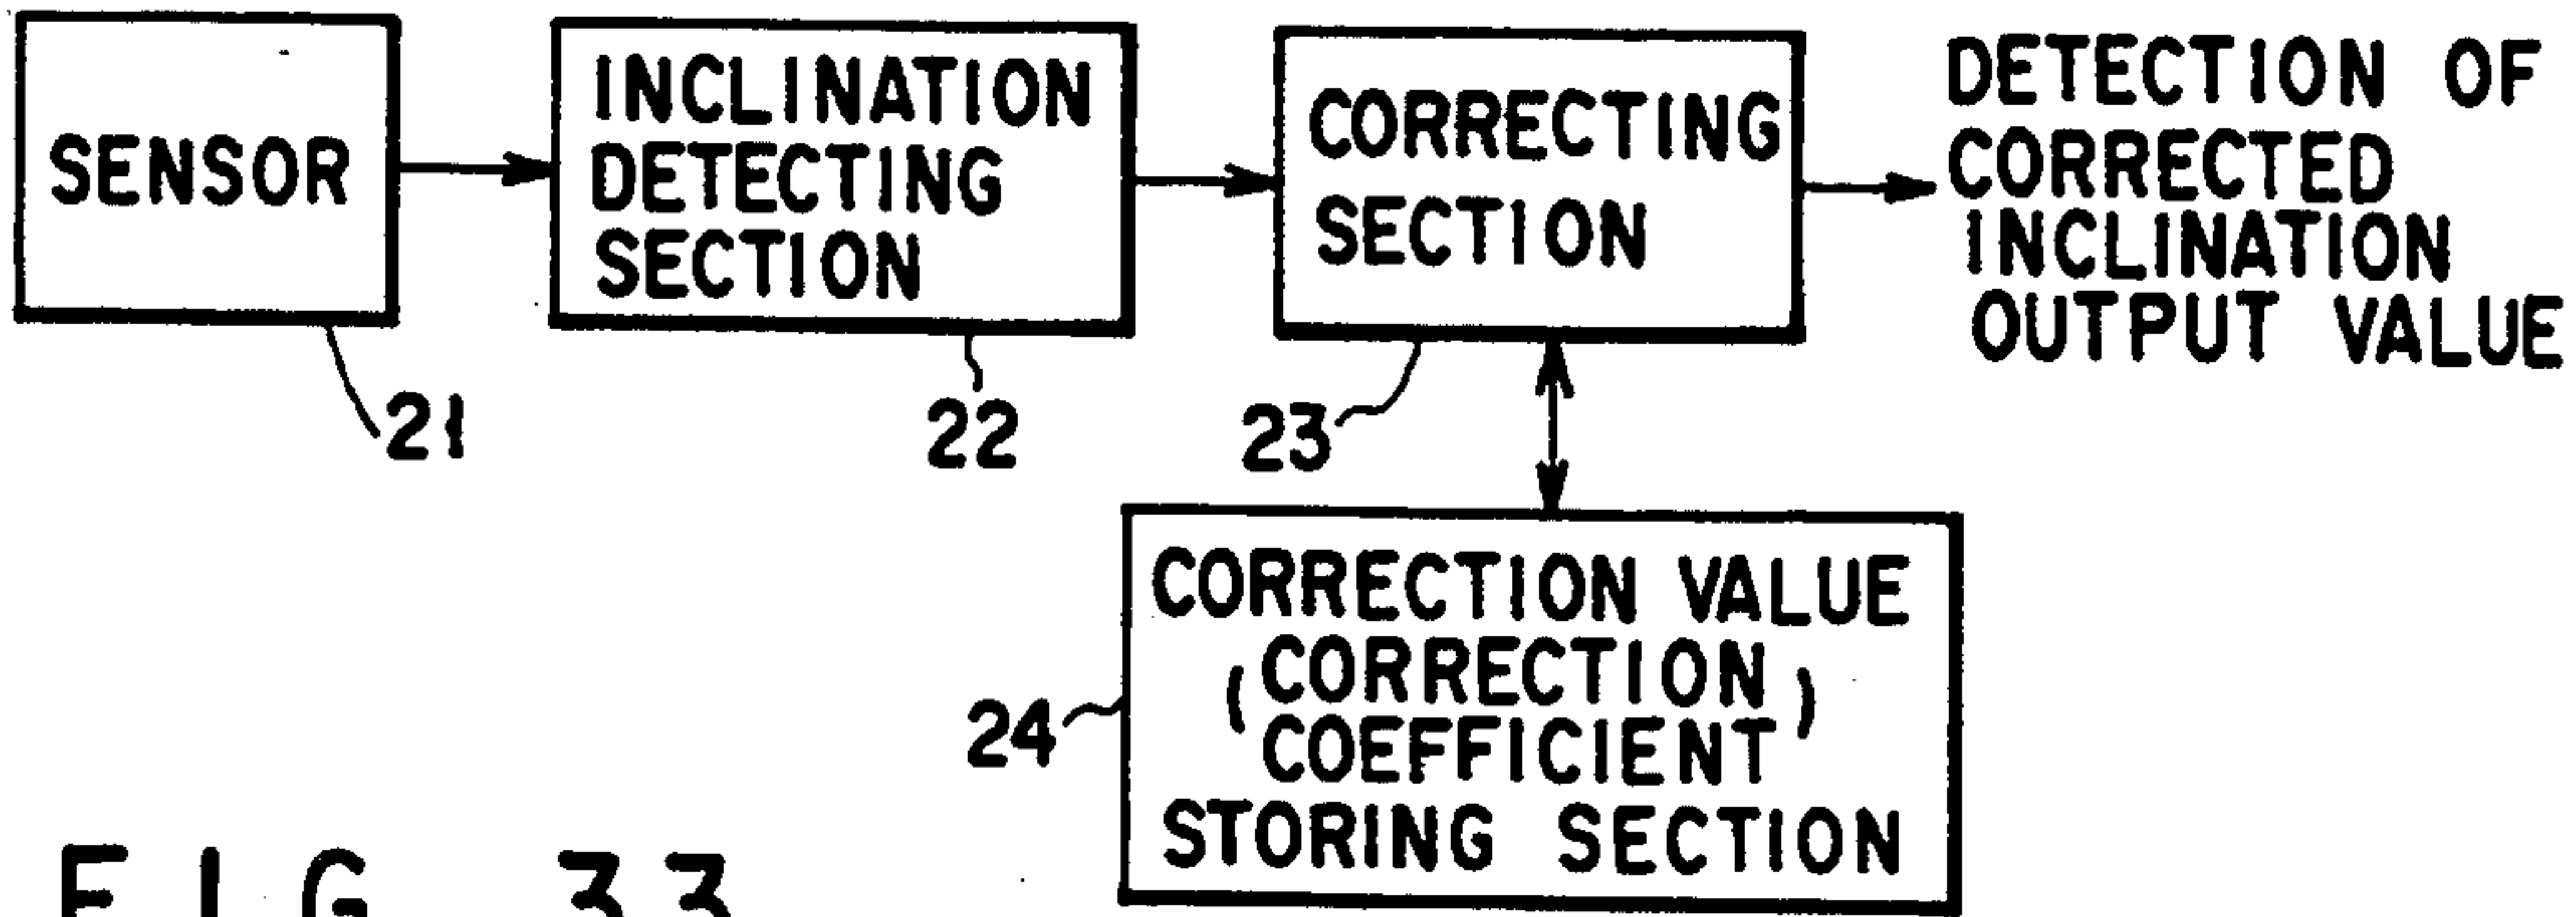 SENSOR
INCLINATION
DETECTING
SECTION
CORRECTING
SECTION
DETECTION OF
CORRECTED
INCLINATION
OUTPUT VALUE
21
22
23
24
CORRECTION VALUE
(CORRECTION
COEFFICIENT)
STORING SECTION
FIG. 33